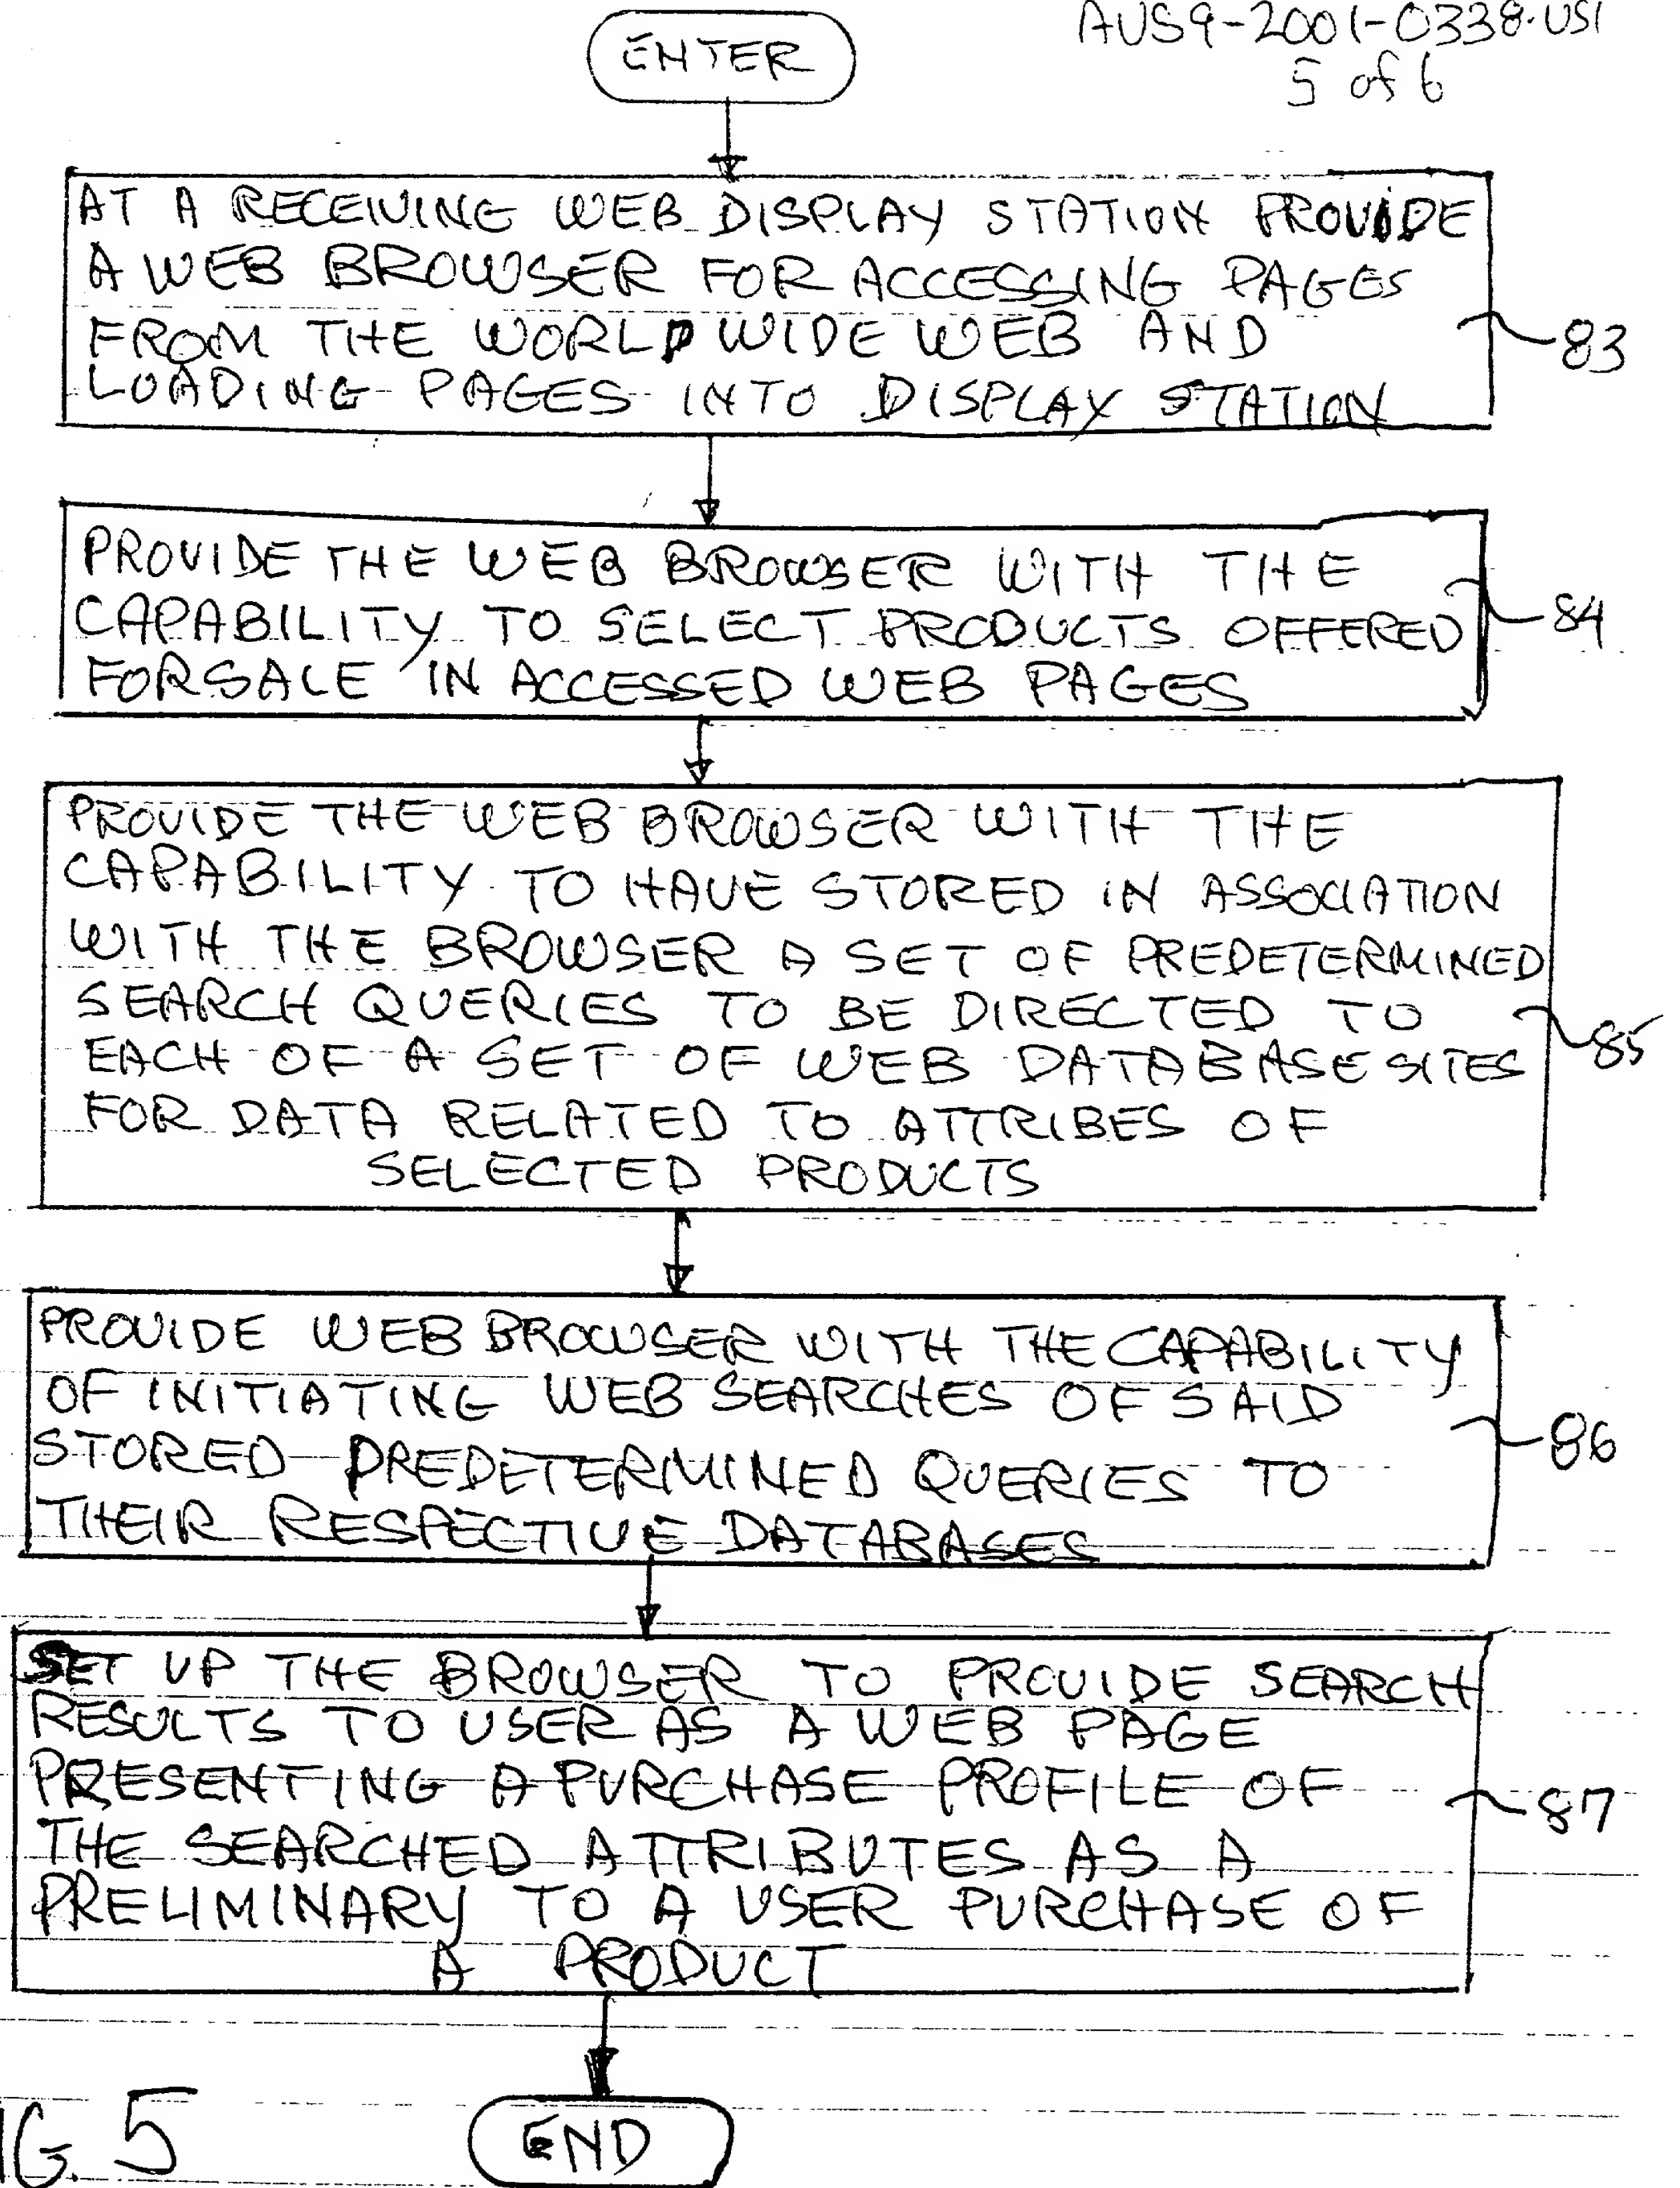 AUS9-2001-0338-US1
5 of 6
ENTER
AT A RECEIVING WEB DISPLAY STATION PROVIDE
A WEB BROWSER FOR ACCESSING PAGES
FROM THE WORLD WIDE WEB AND
LOADING PAGES INTO DISPLAY STATION
83
PROVIDE THE WEB BROWSER WITH THE
CAPABILITY TO SELECT PRODUCTS OFFERED
FOR SALE IN ACCESSED WEB PAGES
84
PROVIDE THE WEB BROWSER WITH THE
CAPABILITY TO HAVE STORED IN ASSOCIATION
WITH THE BROWSER A SET OF PREDETERMINED
SEARCH QUERIES TO BE DIRECTED TO
EACH OF A SET OF WEB DATABASE SITES
FOR DATA RELATED TO ATTRIBES OF
SELECTED PRODUCTS
85
PROVIDE WEB BROWSER WITH THE CAPABILITY
OF INITIATING WEB SEARCHES OF SAID
STORED PREDETERMINED QUERIES TO
THEIR RESPECTIVE DATABASES
86
SET UP THE BROWSER TO PROVIDE SEARCH
RESULTS TO USER AS A WEB PAGE
PRESENTING A PURCHASE PROFILE OF
THE SEARCHED ATTRIBUTES AS A
PRELIMINARY TO A USER PURCHASE OF
A PRODUCT
87
END
IG. 5